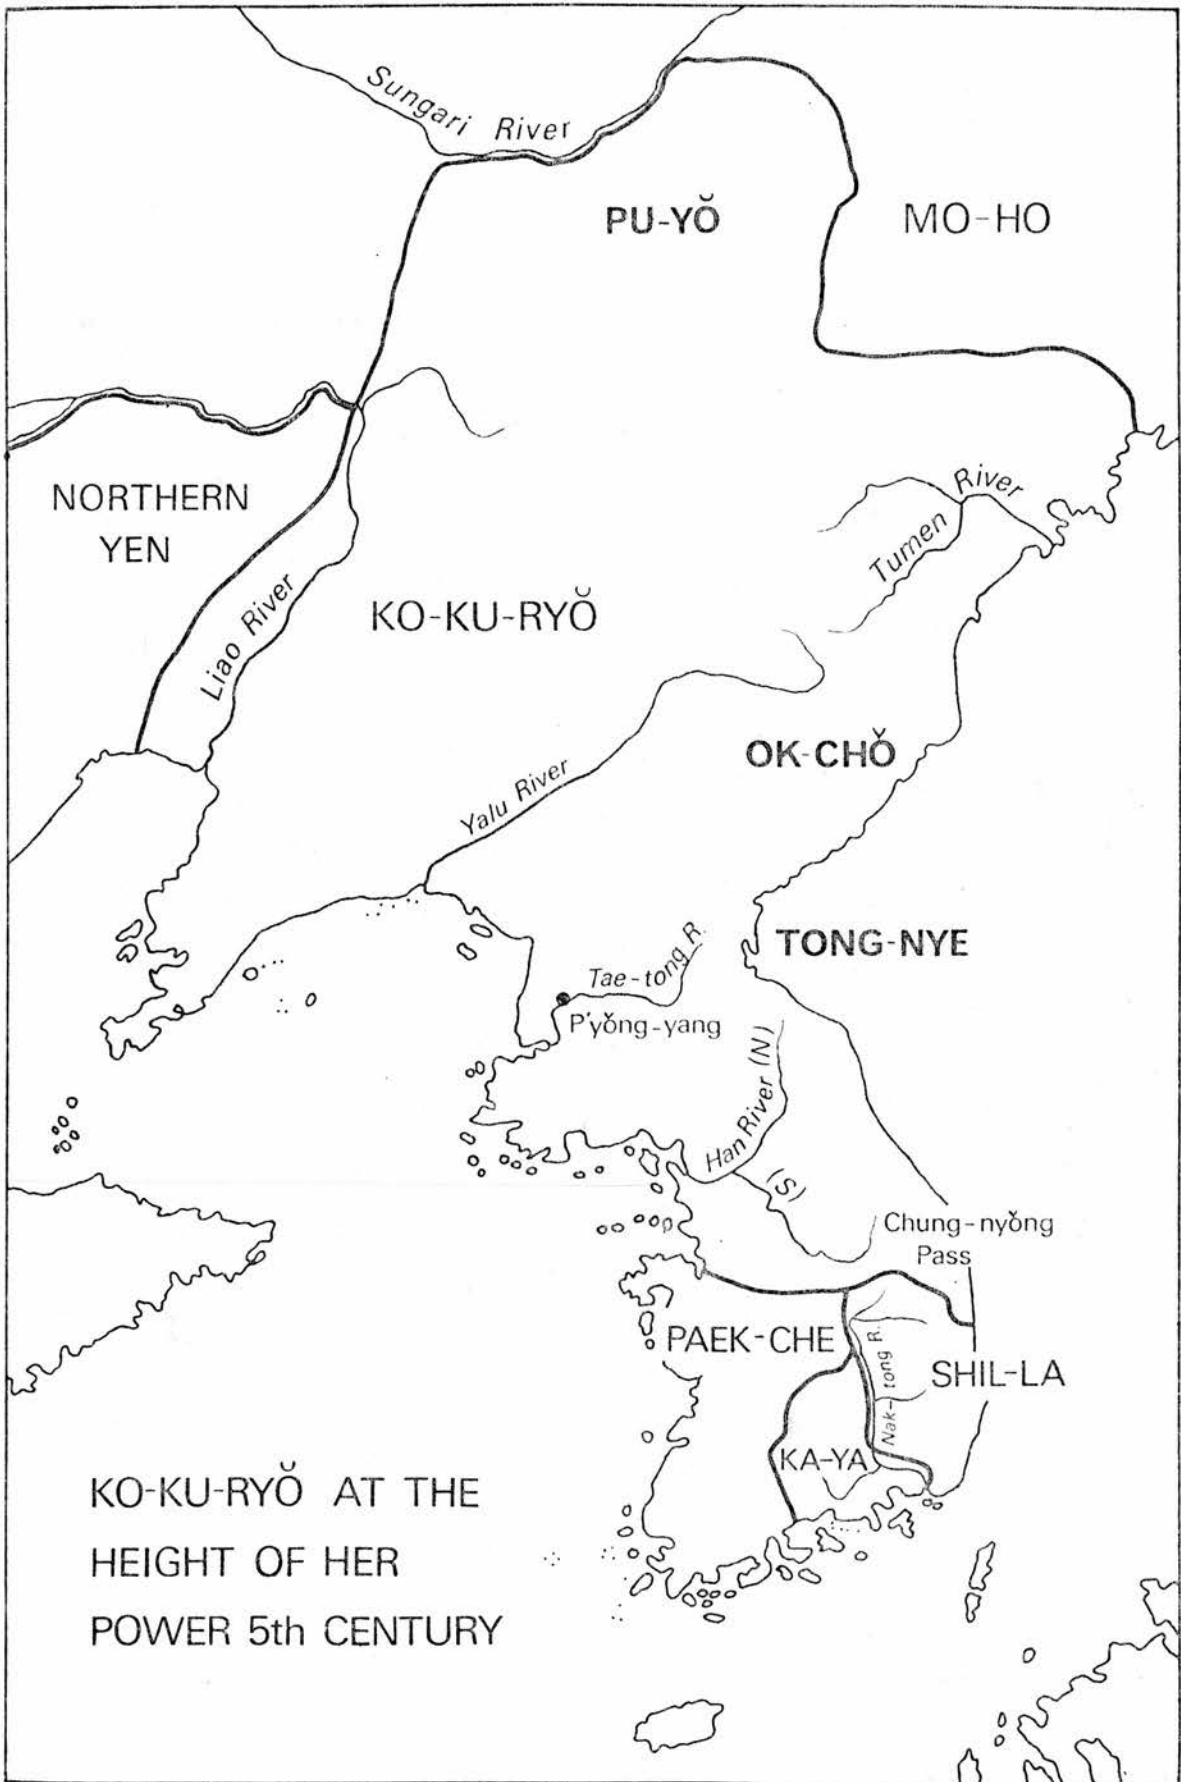 Sungari River
PU-YŎ
MO-HO
NORTHERN
YEN
River
Tumen
Liao River
KO-KU-RYŎ
OK-CHŎ
Yalu River
TONG-NYE
Tae-tong R.
P'yŏng-yang
Han River (N)
(S)
Chung-nyŏng
Pass
PAEK-CHE
Nak-tong R.
SHIL-LA
KA-YA
KO-KU-RYŎ AT THE
HEIGHT OF HER
POWER 5th CENTURY